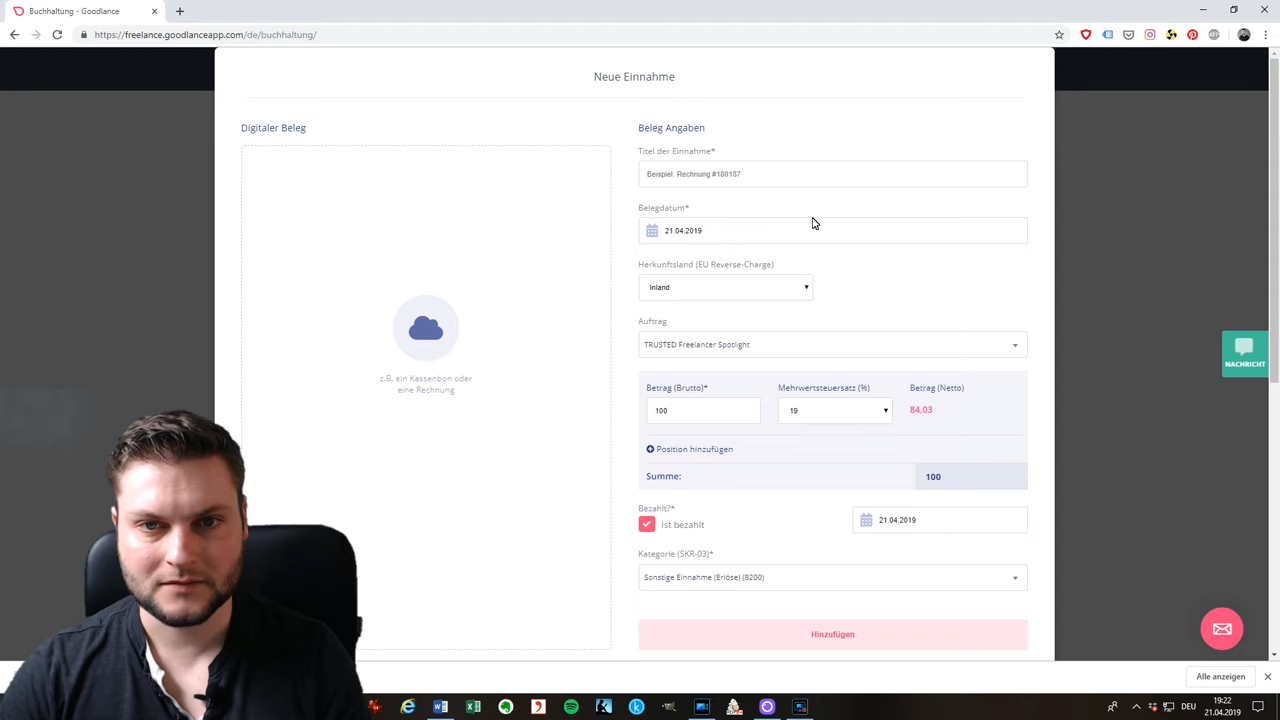 Buchhaltung - Goodlance
https://freelance.goodlanceapp.com/de/buchhaltung/
Neue Einnahme
Digitaler Beleg
z.B. ein Kassenbon oder
eine Rechnung
Beleg Angaben
Titel der Einnahme*
Beispiel: Rechnung #180187
Belegdatum*
21.04.2019
Herkunftsland (EU Reverse-Charge)
Inland
Auftrag
TRUSTED Freelancer Spotlight
Betrag (Brutto)* Mehrwertsteuersatz (%) Betrag (Netto)
100 19 84,03
Position hinzufügen
Summe: 100
Bezahlt?*
ist bezahlt 21.04.2019
Kategorie (SKR-03)*
Sonstige Einnahme (Erlöse) (8200)
Hinzufügen
NACHRICHT
Alle anzeigen
DEU 19:22
21.04.2019